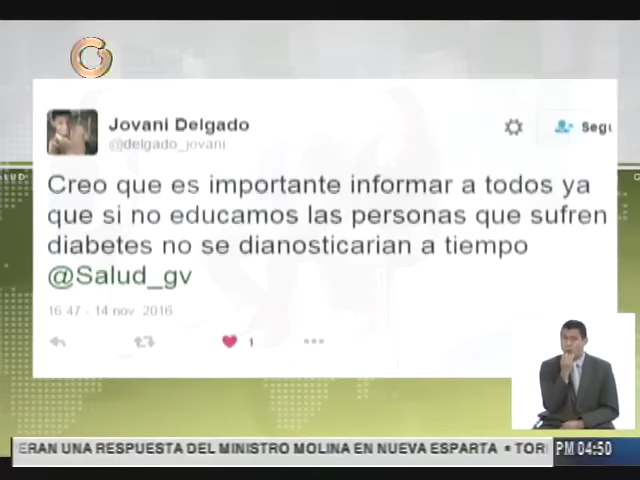 Jovani Delgado
@delgado_jovani
Segu
SALUD
Creo que es importante informar a todos ya
que si no educamos las personas que sufren
diabetes no se dianosticarian a tiempo
@Salud_gv
16:47 - 14 nov. 2016
1
ERAN UNA RESPUESTA DEL MINISTRO MOLINA EN NUEVA ESPARTA * TORI
PM 04:50